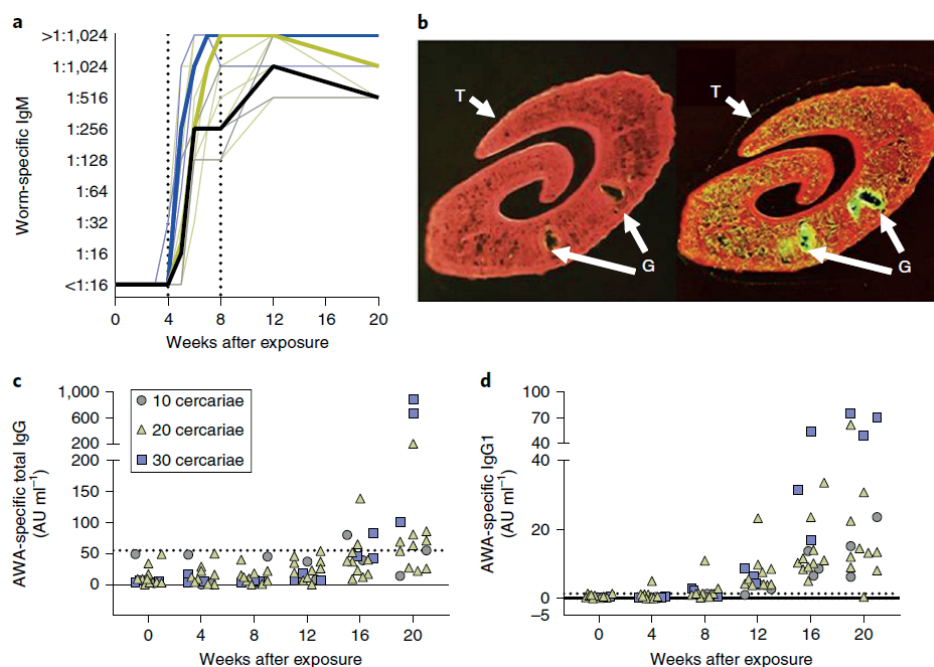 a
Worm-specific IgM
>1:1,024
1:1,024
1:516
1:256
1:128
1:64
1:32
1:16
<1:16
0 4 8 12 16 20
Weeks after exposure
b
T
G
T
G
c
AWA-specific total IgG
(AU ml⁻¹)
1,000
600
200
200
150
100
50
0
10 cercariae
20 cercariae
30 cercariae
0 4 8 12 16 20
Weeks after exposure
d
AWA-specific IgG1
(AU ml⁻¹)
100
70
40
40
20
0
−5
0 4 8 12 16 20
Weeks after exposure